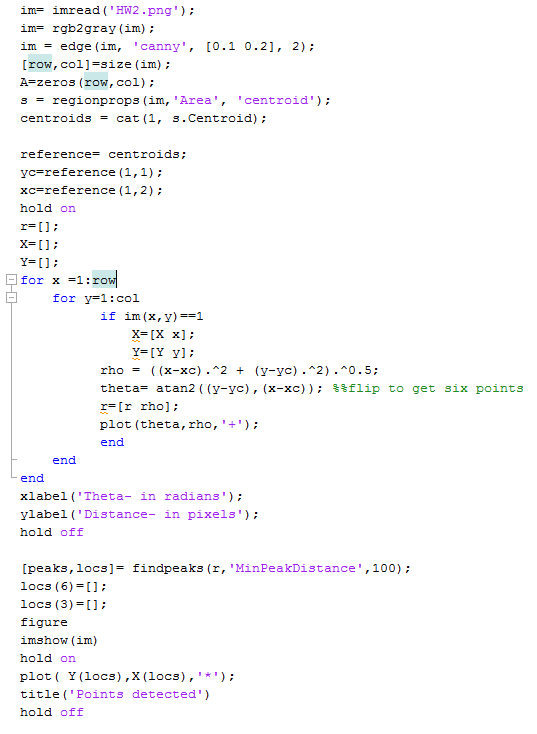 im= imread('HW2.png');
im= rgb2gray(im);
im = edge(im, 'canny', [0.1 0.2], 2);
[row,col]=size(im);
A=zeros(row,col);
s = regionprops(im,'Area', 'centroid');
centroids = cat(1, s.Centroid);
reference= centroids;
yc=reference(1,1);
xc=reference(1,2);
hold on
r=[];
X=[];
Y=[];
for x =1:row
for y=1:col
if im(x,y)==1
X=[X x];
Y=[Y y];
rho = ((x-xc).^2 + (y-yc).^2).^0.5;
theta= atan2((y-yc),(x-xc)); %%flip to get six points
r=[r rho];
plot(theta,rho,'+');
end
end
end
xlabel('Theta- in radians');
ylabel('Distance- in pixels');
hold off
[peaks,locs]= findpeaks(r,'MinPeakDistance',100);
locs(6)=[];
locs(3)=[];
figure
imshow(im)
hold on
plot( Y(locs),X(locs),'*');
title('Points detected')
hold off